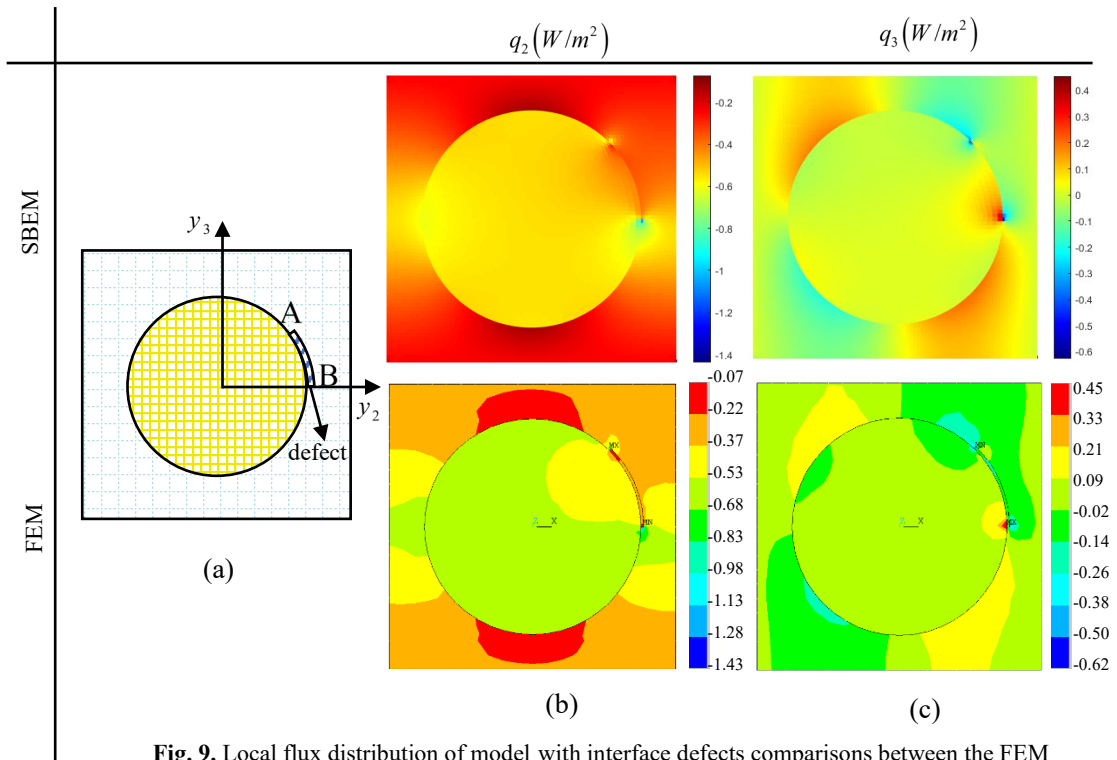 q₂(W/m²)
q₃(W/m²)
SBEM
FEM
y₃
A
B
y₂
defect
(a)
-0.2
-0.4
-0.6
-0.8
-1
-1.2
-1.4
0.4
0.3
0.2
0.1
0
-0.1
-0.2
-0.3
-0.4
-0.5
-0.6
MX
MN
Z X
-0.07
-0.22
-0.37
-0.53
-0.68
-0.83
-0.98
-1.13
-1.28
-1.43
MN
MX
Z X
0.45
0.33
0.21
0.09
-0.02
-0.14
-0.26
-0.38
-0.50
-0.62
(b)
(c)
Fig. 9. Local flux distribution of model with interface defects comparisons between the FEM